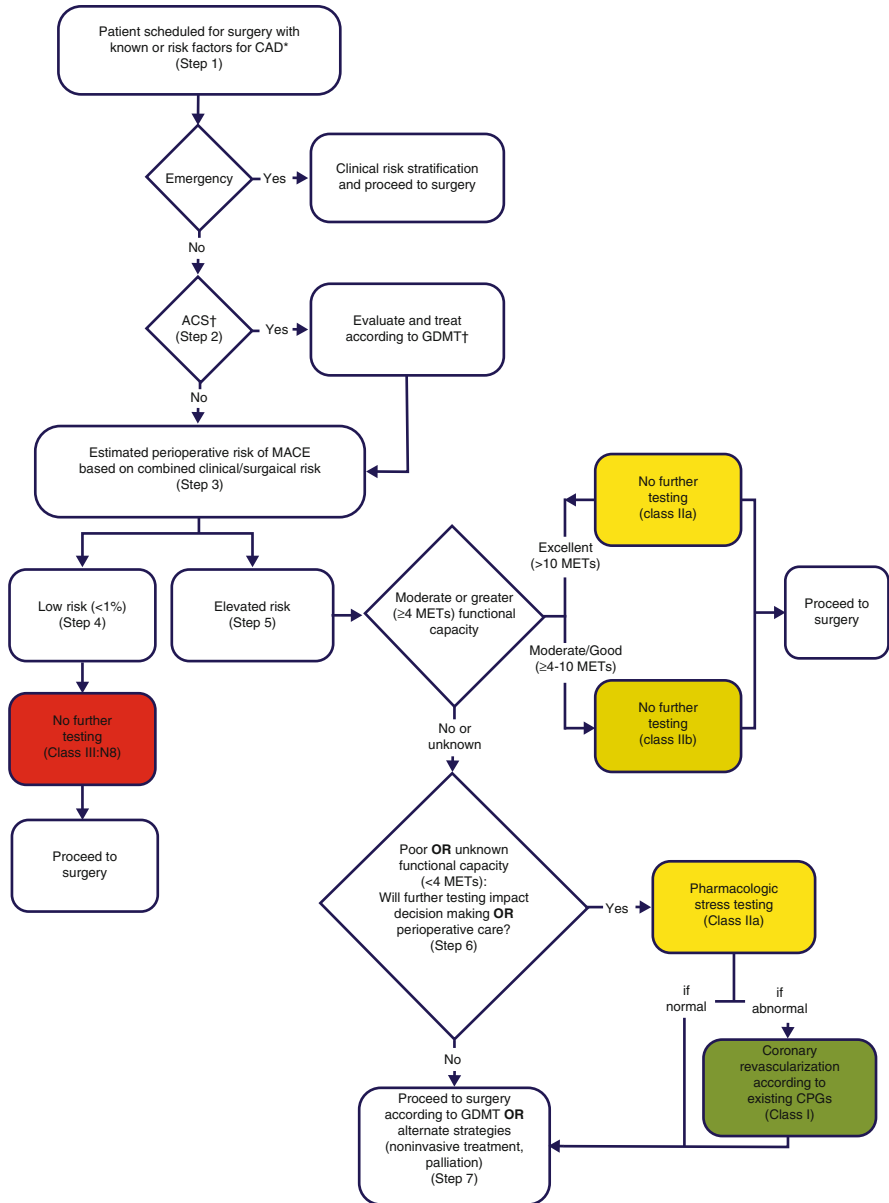 Patient scheduled for surgery with
known or risk factors for CAD*
(Step 1)
Emergency
Yes
Clinical risk stratification
and proceed to surgery
No
ACS†
(Step 2)
Yes
Evaluate and treat
according to GDMT†
No
Estimated perioperative risk of MACE
based on combined clinical/surgaical risk
(Step 3)
Low risk (<1%)
(Step 4)
Elevated risk
(Step 5)
Moderate or greater
(≥4 METs) functional
capacity
Excellent
(>10 METs)
No further
testing
(class IIa)
Moderate/Good
(≥4-10 METs)
No further
testing
(class IIb)
Proceed to
surgery
No further
testing
(Class III:N8)
Proceed to
surgery
No or
unknown
Poor OR unknown
functional capacity
(<4 METs):
Will further testing impact
decision making OR
perioperative care?
(Step 6)
Yes
Pharmacologic
stress testing
(Class IIa)
if
normal
if
abnormal
Coronary
revascularization
according to
existing CPGs
(Class I)
No
Proceed to surgery
according to GDMT OR
alternate strategies
(noninvasive treatment,
palliation)
(Step 7)